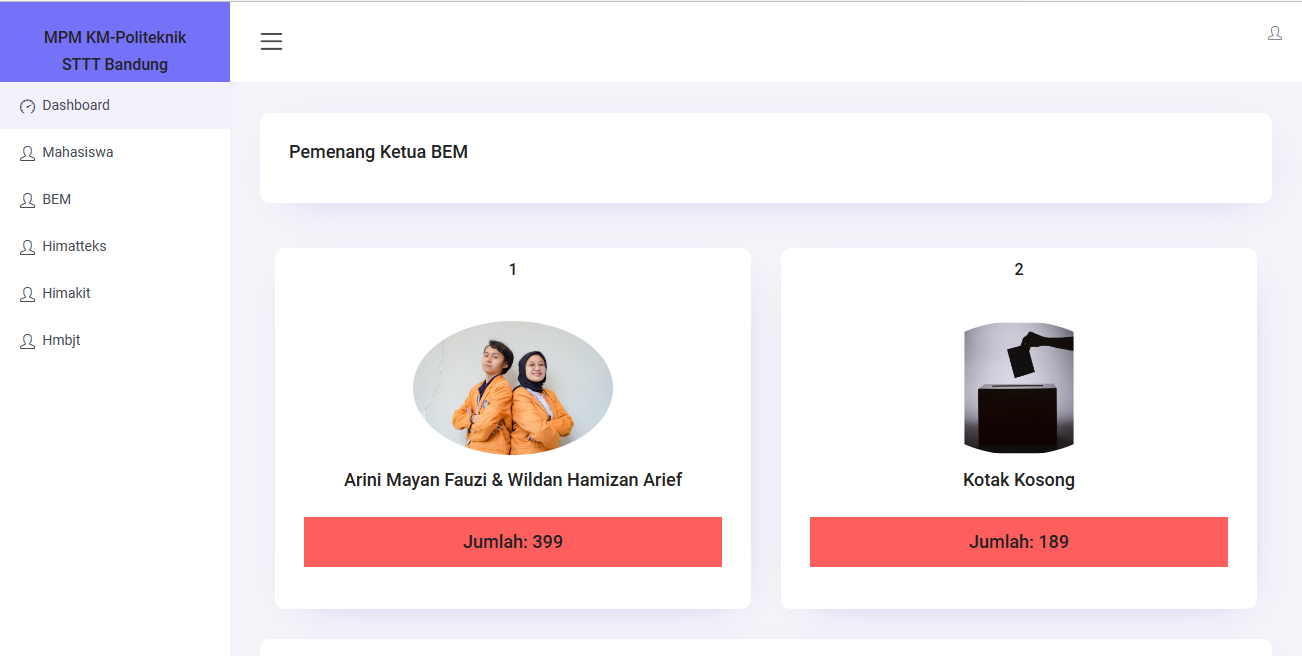 MPM KM-Politeknik
STTT Bandung
Dashboard
Mahasiswa
BEM
Himatteks
Himakit
Hmbjt
Pemenang Ketua BEM
1
Arini Mayan Fauzi & Wildan Hamizan Arief
Jumlah: 399
2
Kotak Kosong
Jumlah: 189